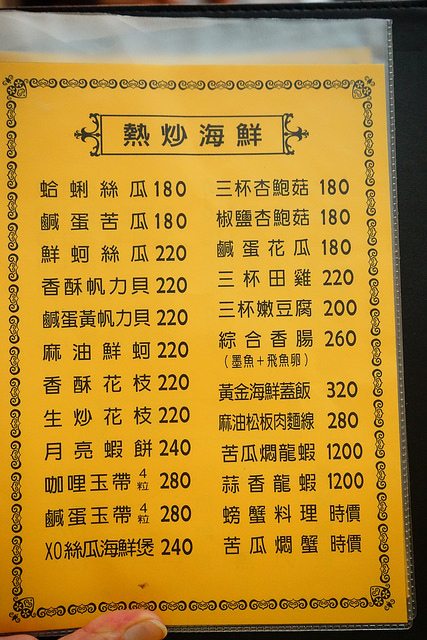 熱炒海鮮
蛤蜊絲瓜 180
鹹蛋苦瓜 180
鮮蚵絲瓜 220
香酥帆力貝 220
鹹蛋黃帆力貝 220
麻油鮮蚵 220
香酥花枝 220
生炒花枝 220
月亮蝦餅 240
咖哩玉帶 4粒 280
鹹蛋玉帶 4粒 280
XO絲瓜海鮮煲 240
三杯杏鮑菇 180
椒鹽杏鮑菇 180
鹹蛋花瓜 180
三杯田雞 220
三杯嫩豆腐 200
綜合香腸 260
(墨魚+飛魚卵)
黃金海鮮蓋飯 320
麻油松板肉麵線 280
苦瓜燜龍蝦 1200
蒜香龍蝦 1200
螃蟹料理 時價
苦瓜燜蟹 時價